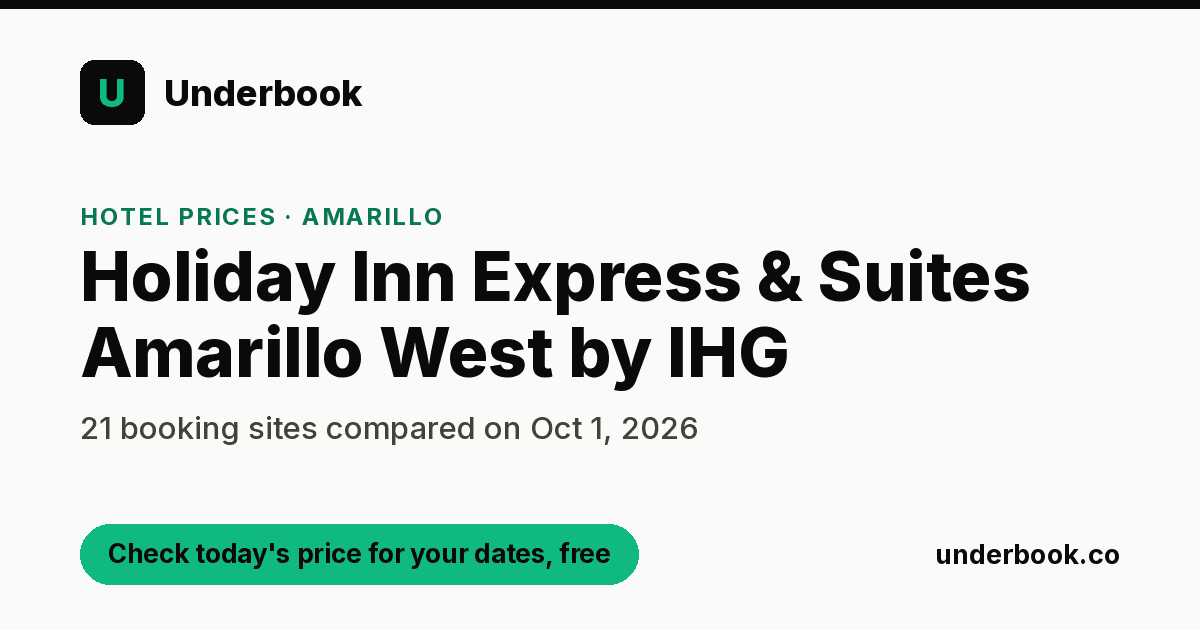 U Underbook
HOTEL PRICES · AMARILLO
Holiday Inn Express & Suites
Amarillo West by IHG
21 booking sites compared on Oct 1, 2026
Check today's price for your dates, free
underbook.co